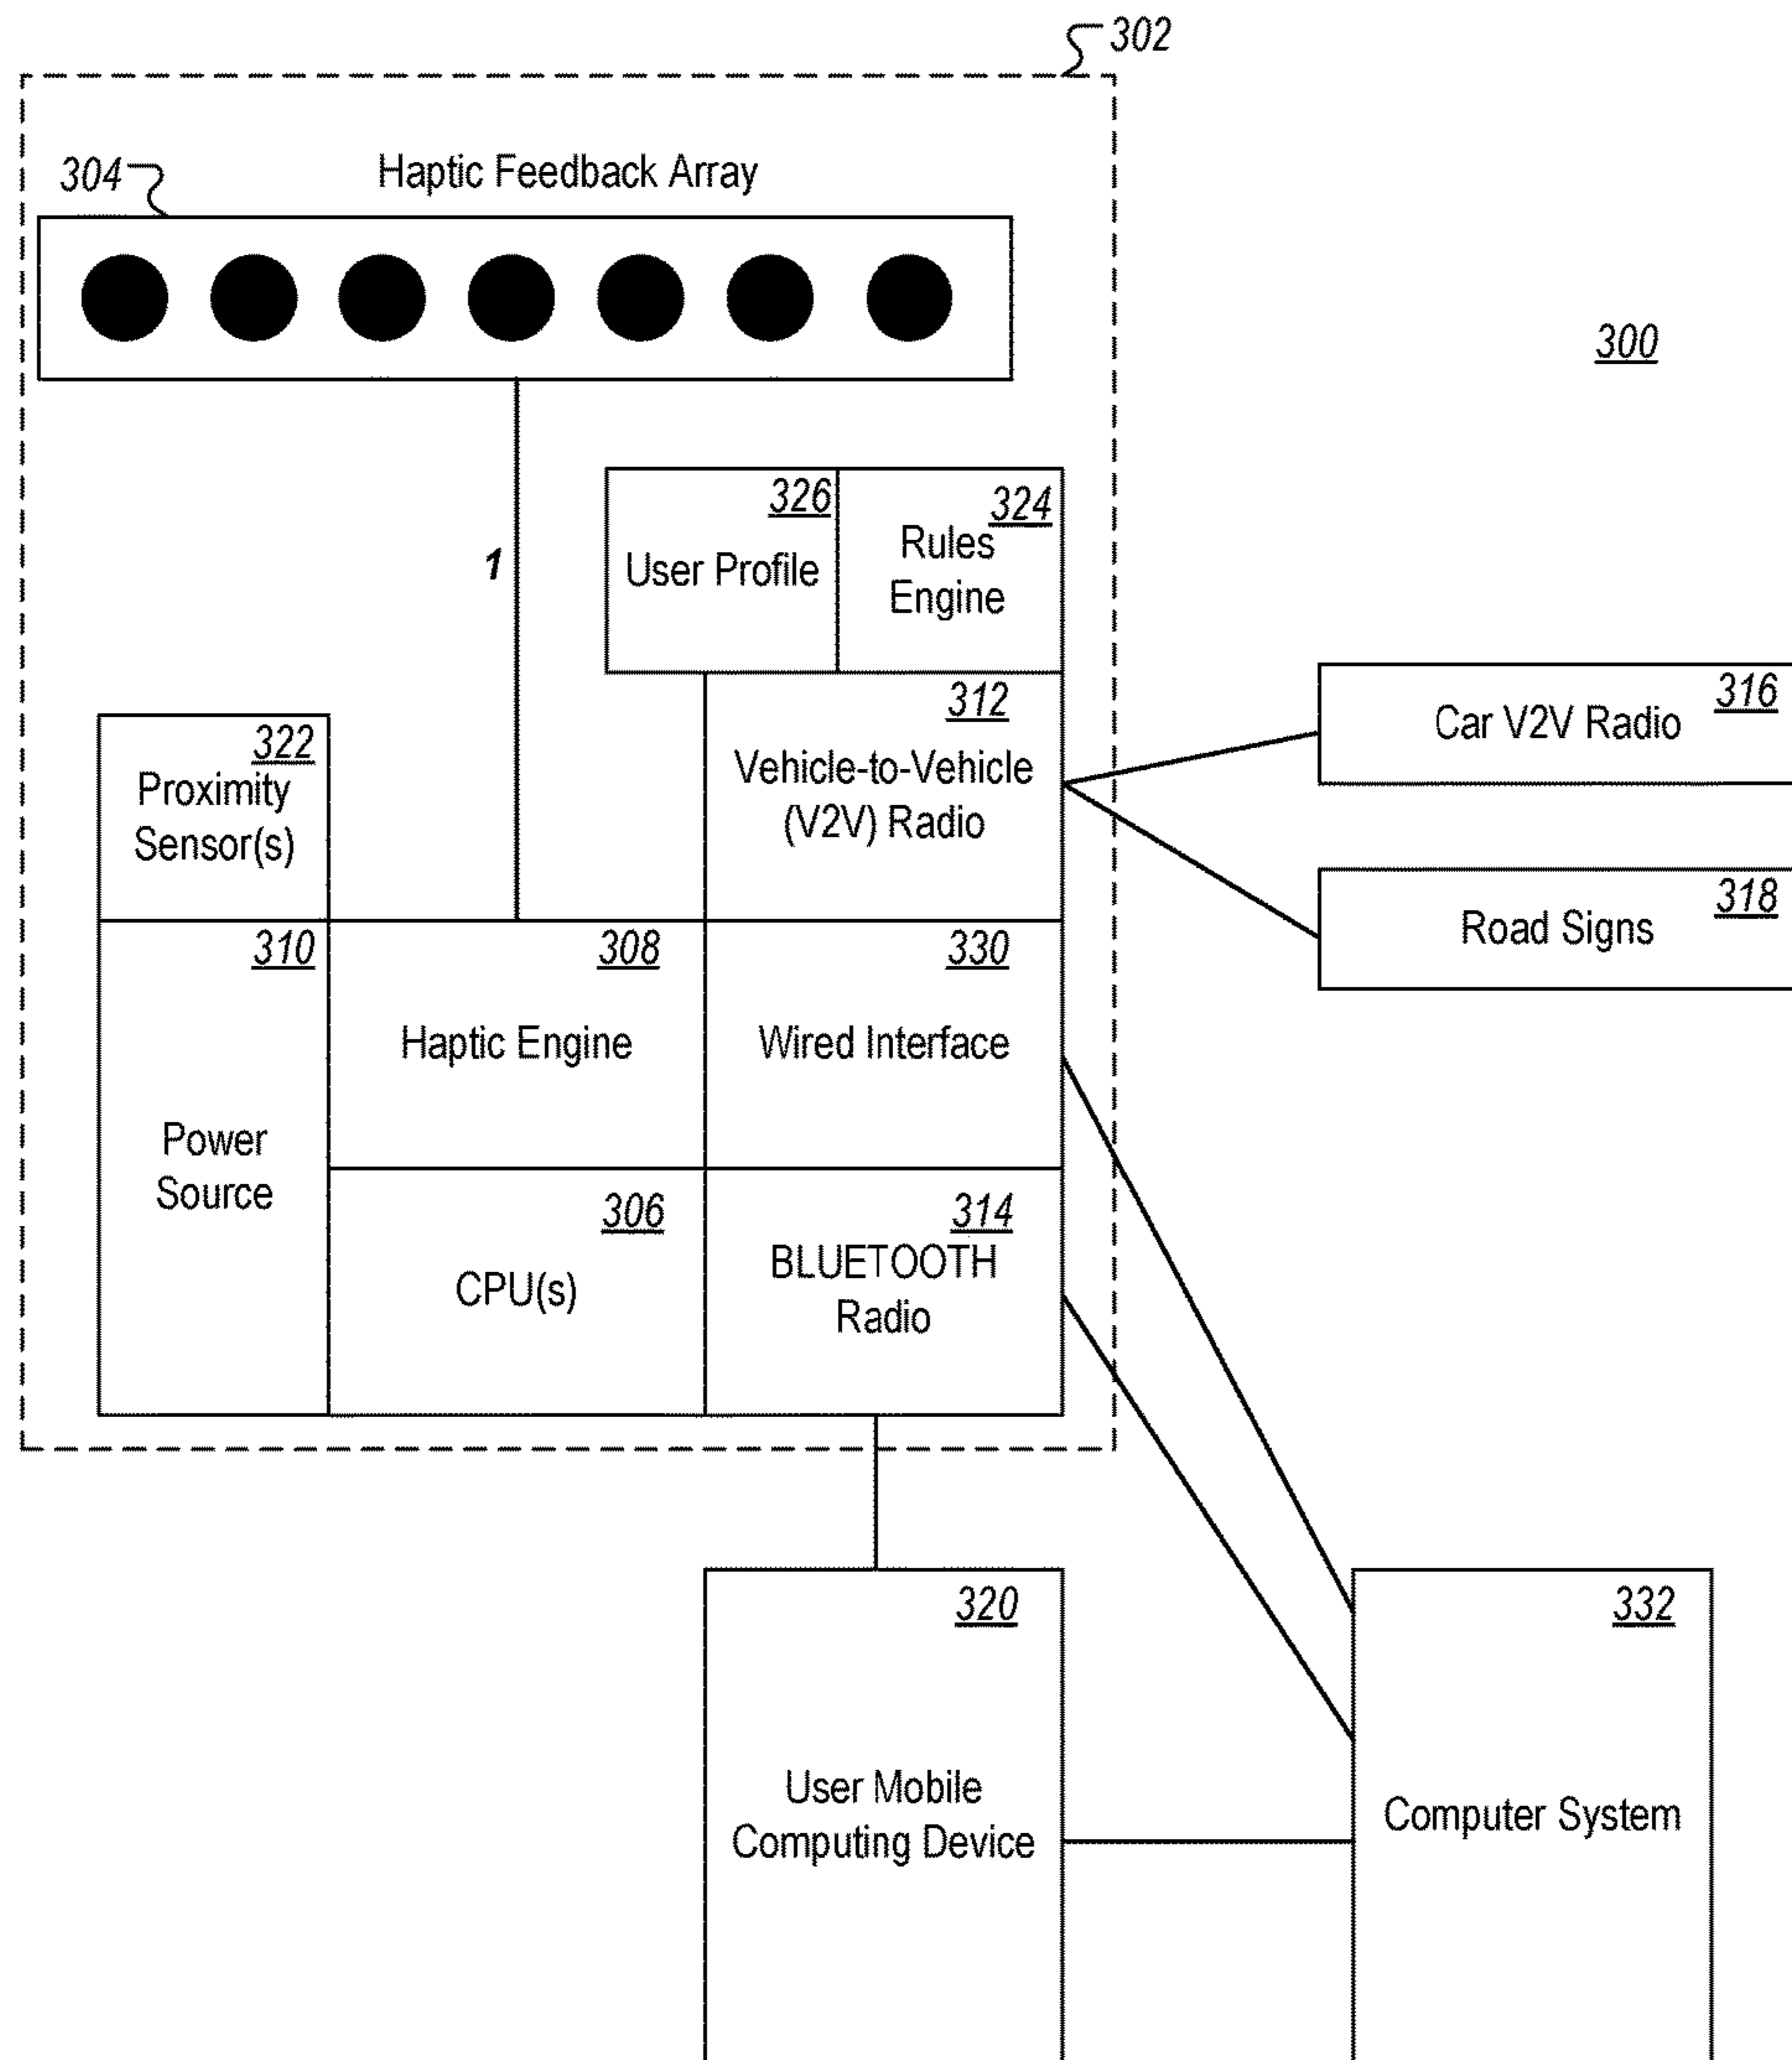 302
304
Haptic Feedback Array
300
1
326
User Profile
324
Rules
Engine
312
Vehicle-to-Vehicle
(V2V) Radio
316
Car V2V Radio
318
Road Signs
322
Proximity
Sensor(s)
310
Power
Source
308
Haptic Engine
330
Wired Interface
306
CPU(s)
314
BLUETOOTH
Radio
320
User Mobile
Computing Device
332
Computer System